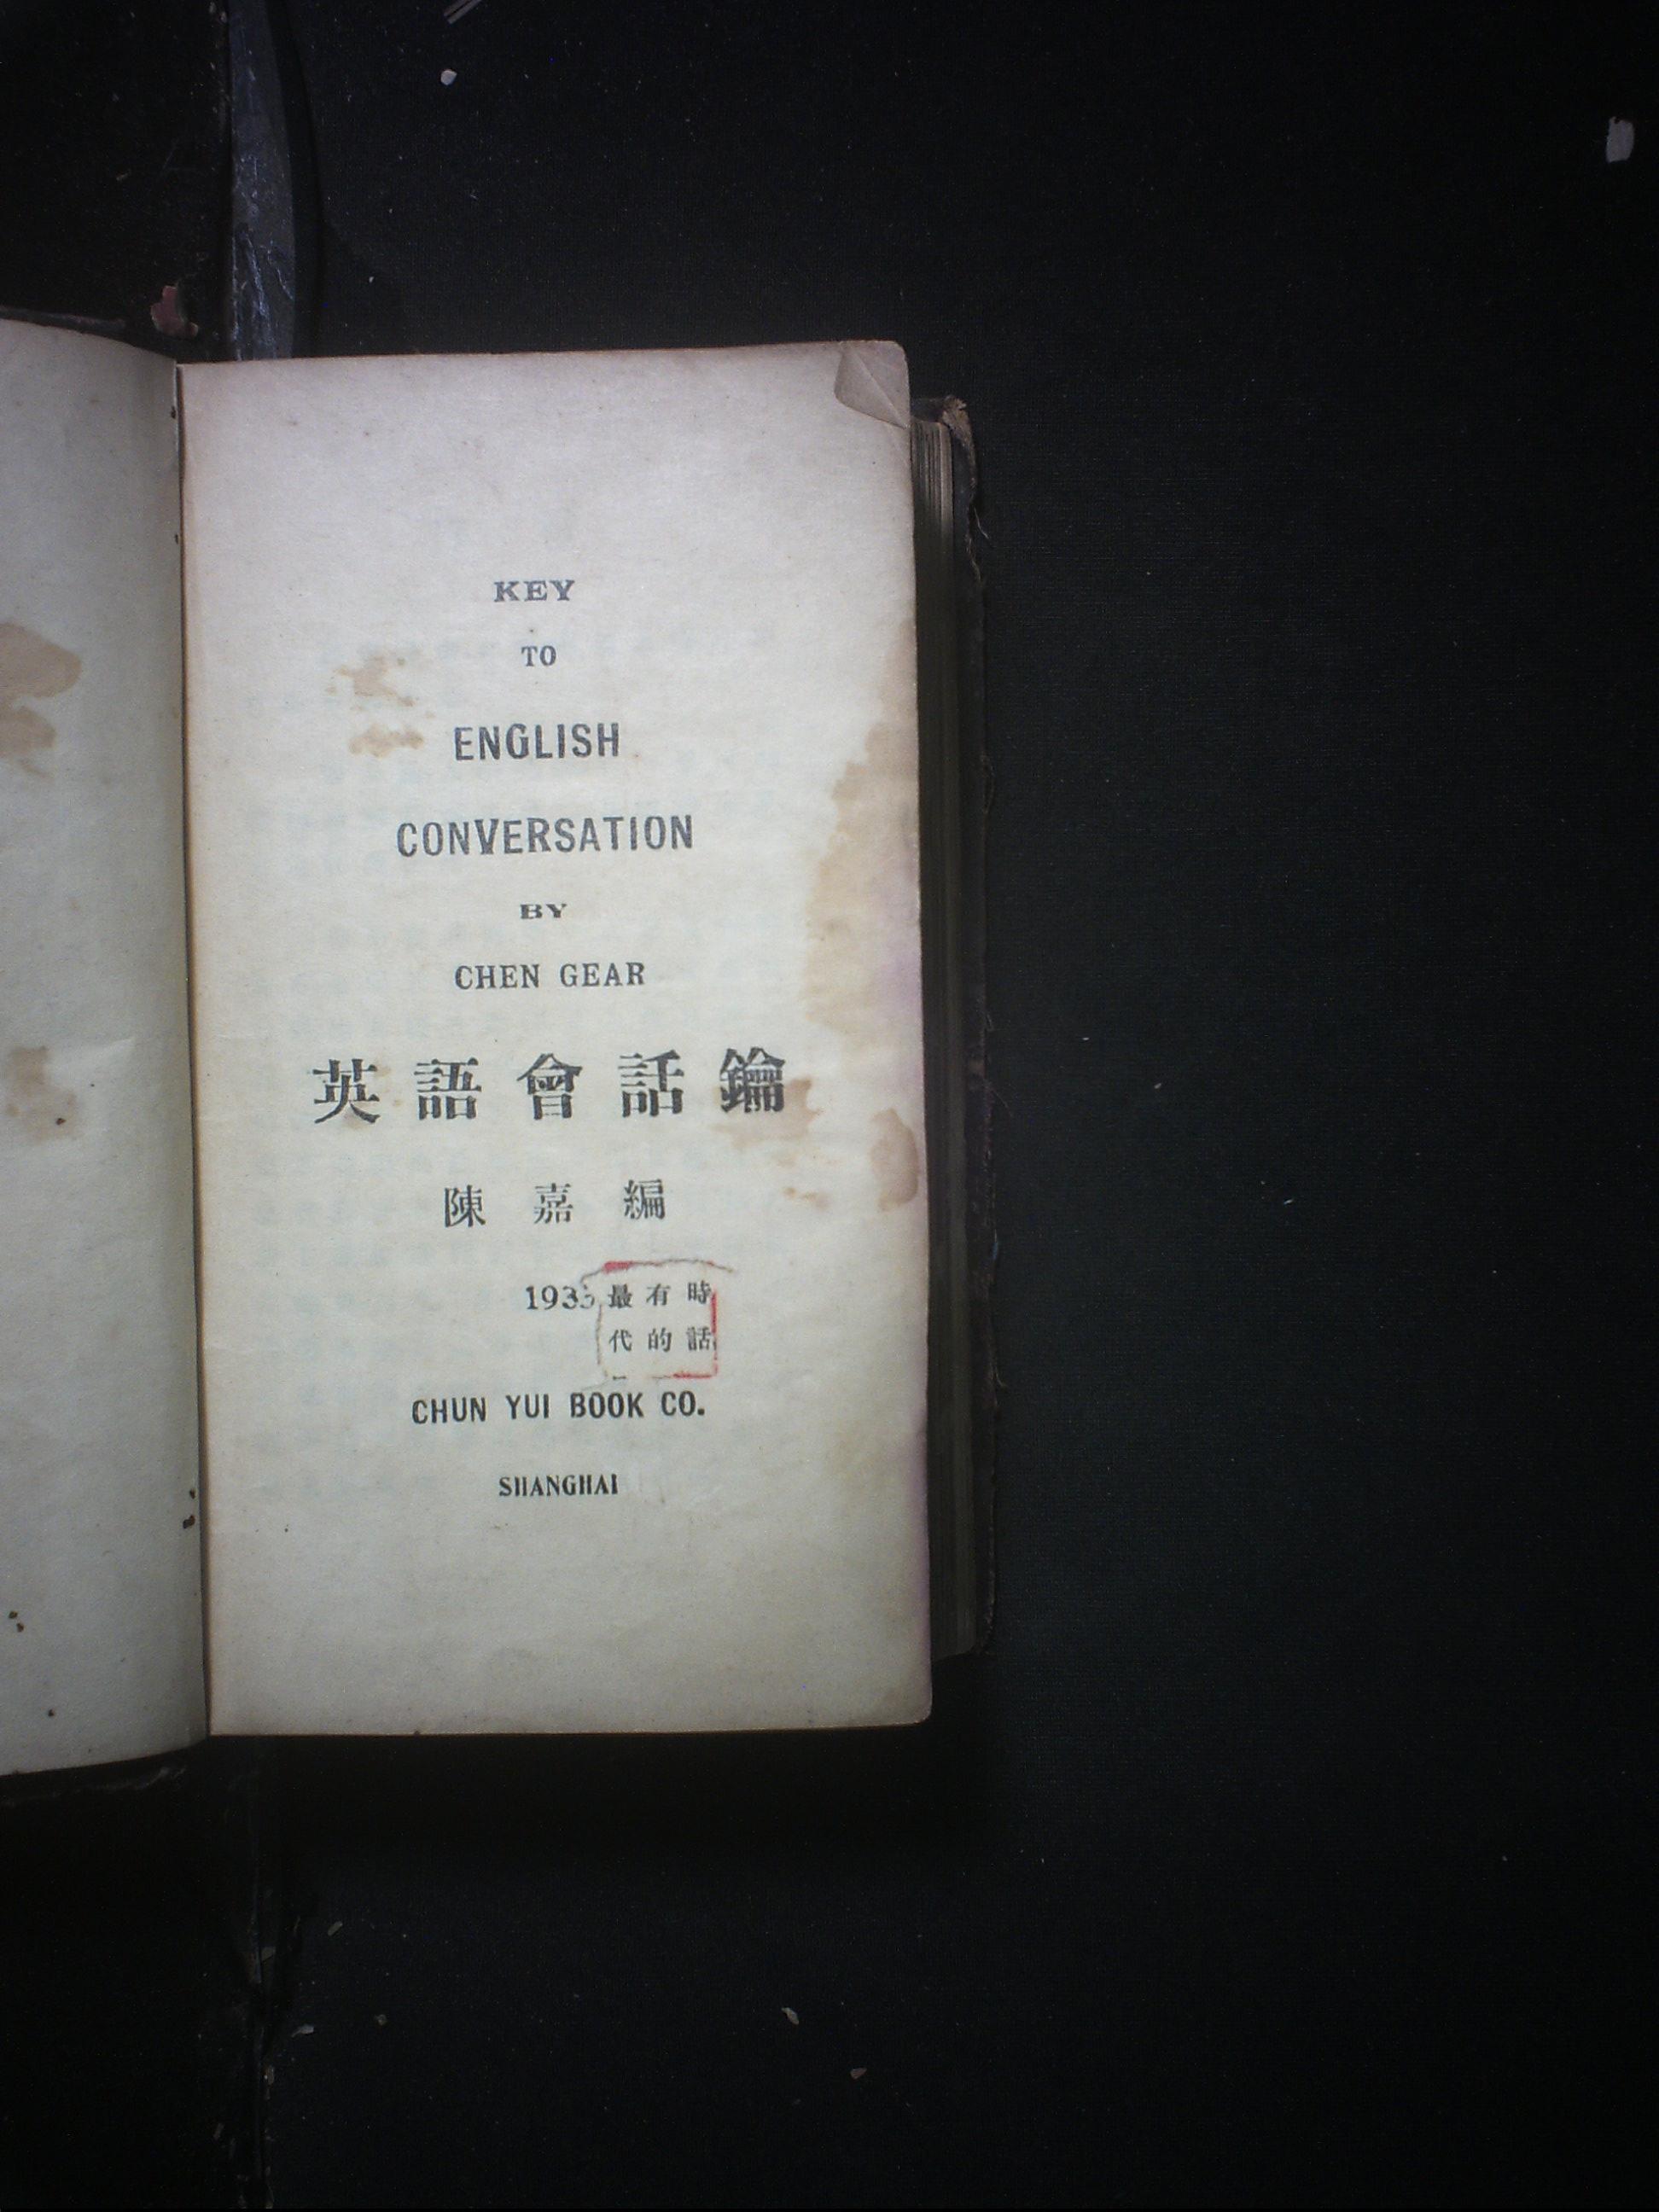 KEY
TO
ENGLISH
CONVERSATION
BY
CHEN GEAR
英語會話鑰
陳嘉編
1933
最有時
代的話
CHUN YUI BOOK CO.
SHANGHAI